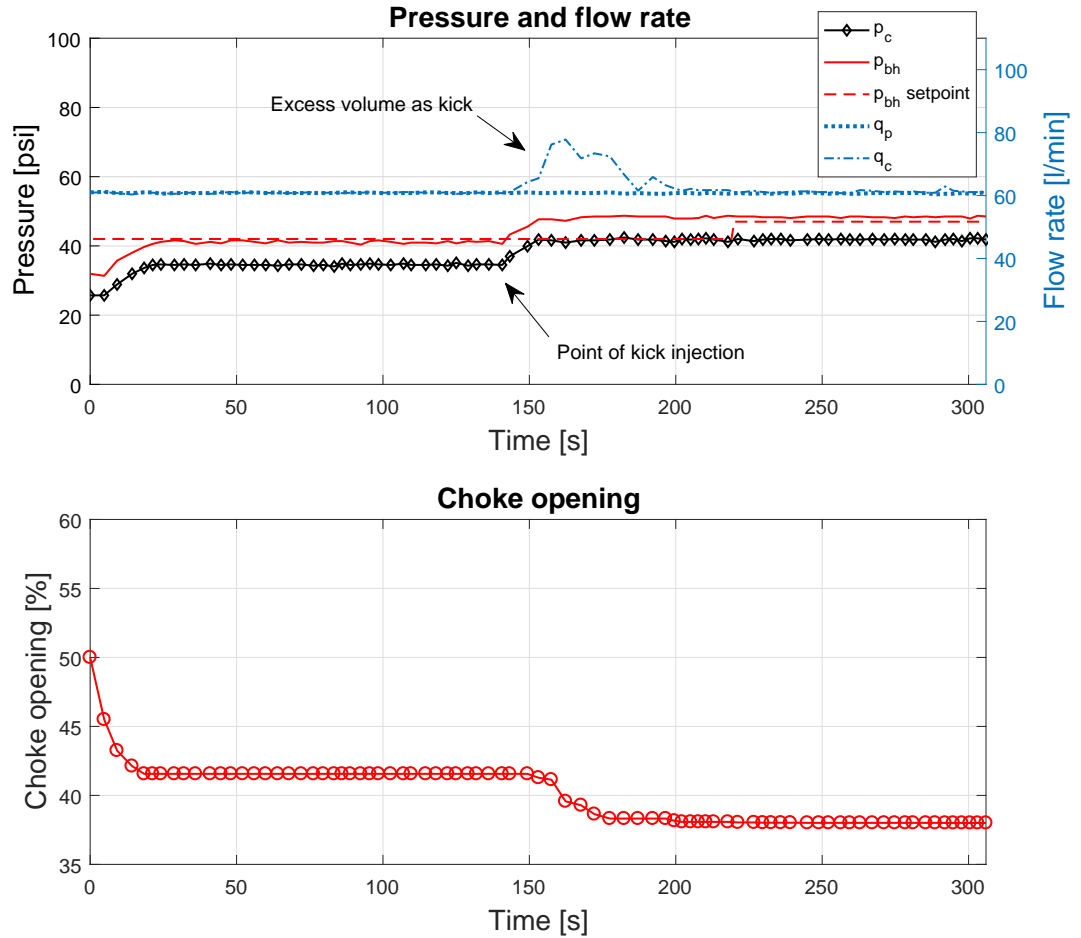 Pressure and flow rate
Pressure [psi]
100
80
60
40
20
0
100
80
60
40
20
0
Flow rate [l/min]
p_c
p_bh
p_bh setpoint
q_p
q_c
Excess volume as kick
Point of kick injection
0 50 100 150 200 250 300
Time [s]
Choke opening
Choke opening [%]
60
55
50
45
40
35
0 50 100 150 200 250 300
Time [s]